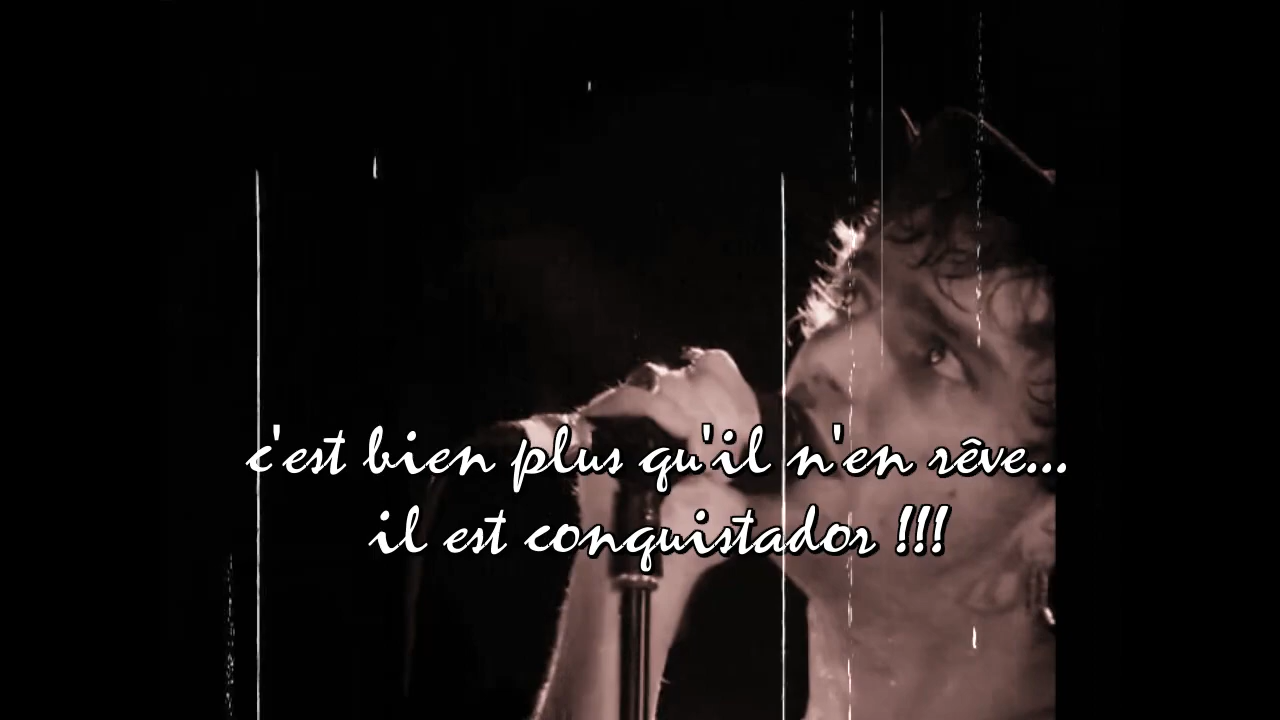 c'est bien plus qu'il n'en rêve...
il est conquistador !!!